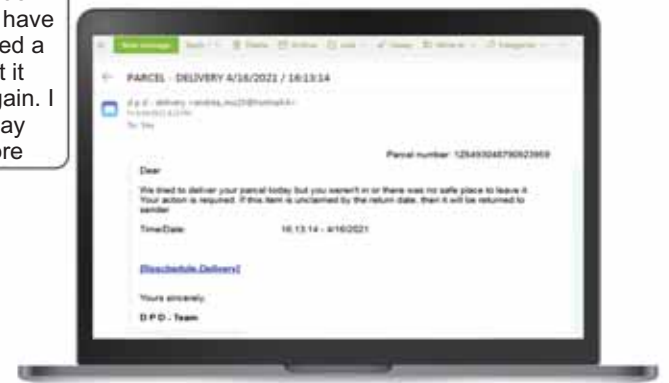 have
ed a
t it
ain. I
ay
re
PARCEL - DELIVERY 4/16/2021 / 16:13:14
To: You
Parcel number: 1254930487
Dear
We tried to deliver your parcel today but you weren't in or there was no safe place to leave it.
Your action is required. If this item is unclaimed by the return date, then it will be returned to
sender
Time/Date: 16:13:14 - 4/16/2021
[Reschedule Delivery]
Yours sincerely,
D P D - Team